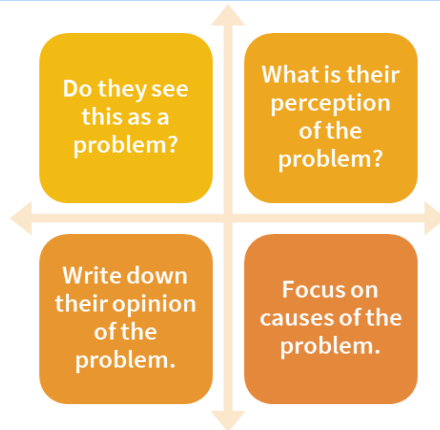 Do they see
this as a
problem?
What is their
perception
of the
problem?
Write down
their opinion
of the
problem.
Focus on
causes of the
problem.